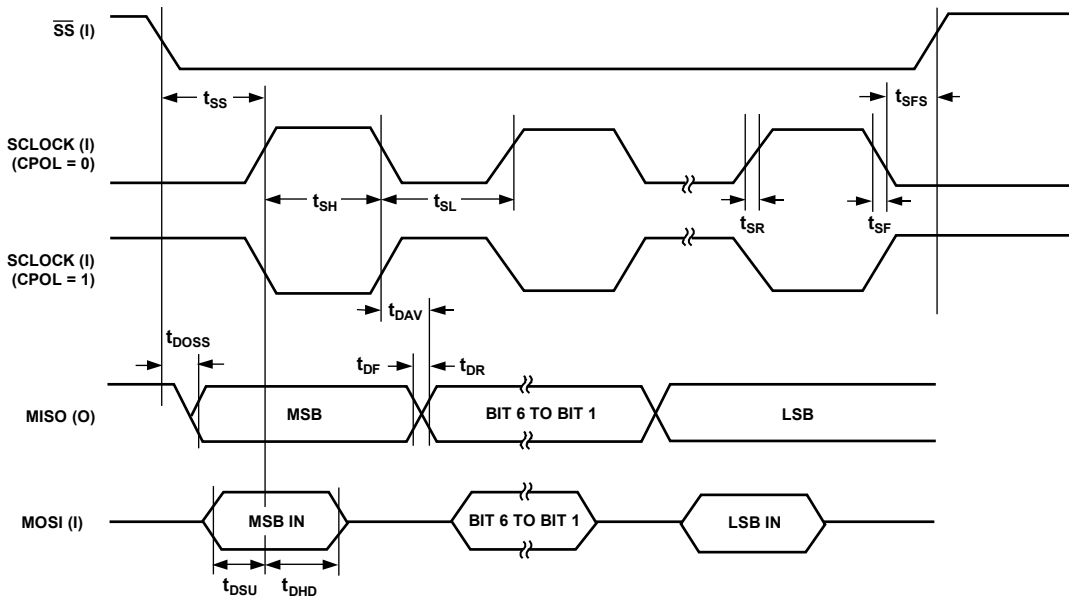 SS (I)
tSS
tSFS
SCLOCK (I)
(CPOL = 0)
tSH
tSL
tSR
tSF
SCLOCK (I)
(CPOL = 1)
tDAV
tDOSS
tDF
tDR
MISO (O)
MSB
BIT 6 TO BIT 1
LSB
MOSI (I)
MSB IN
BIT 6 TO BIT 1
LSB IN
tDSU
tDHD